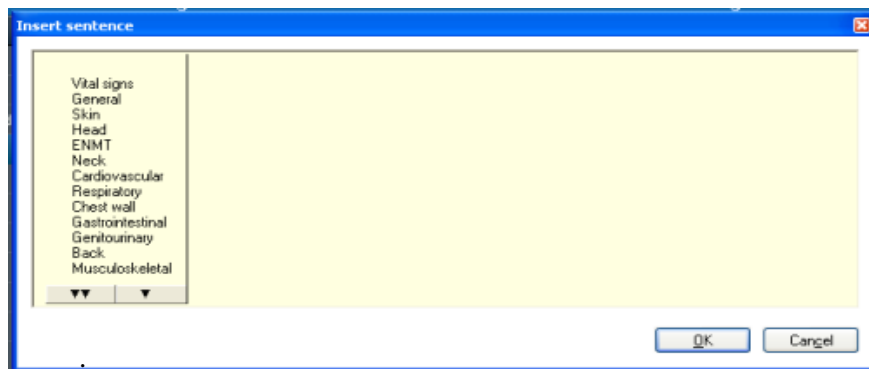 Insert sentence
Vital signs
General
Skin
Head
ENMT
Neck
Cardiovascular
Respiratory
Chest wall
Gastrointestinal
Genitourinary
Back
Musculoskeletal
OK
Cancel